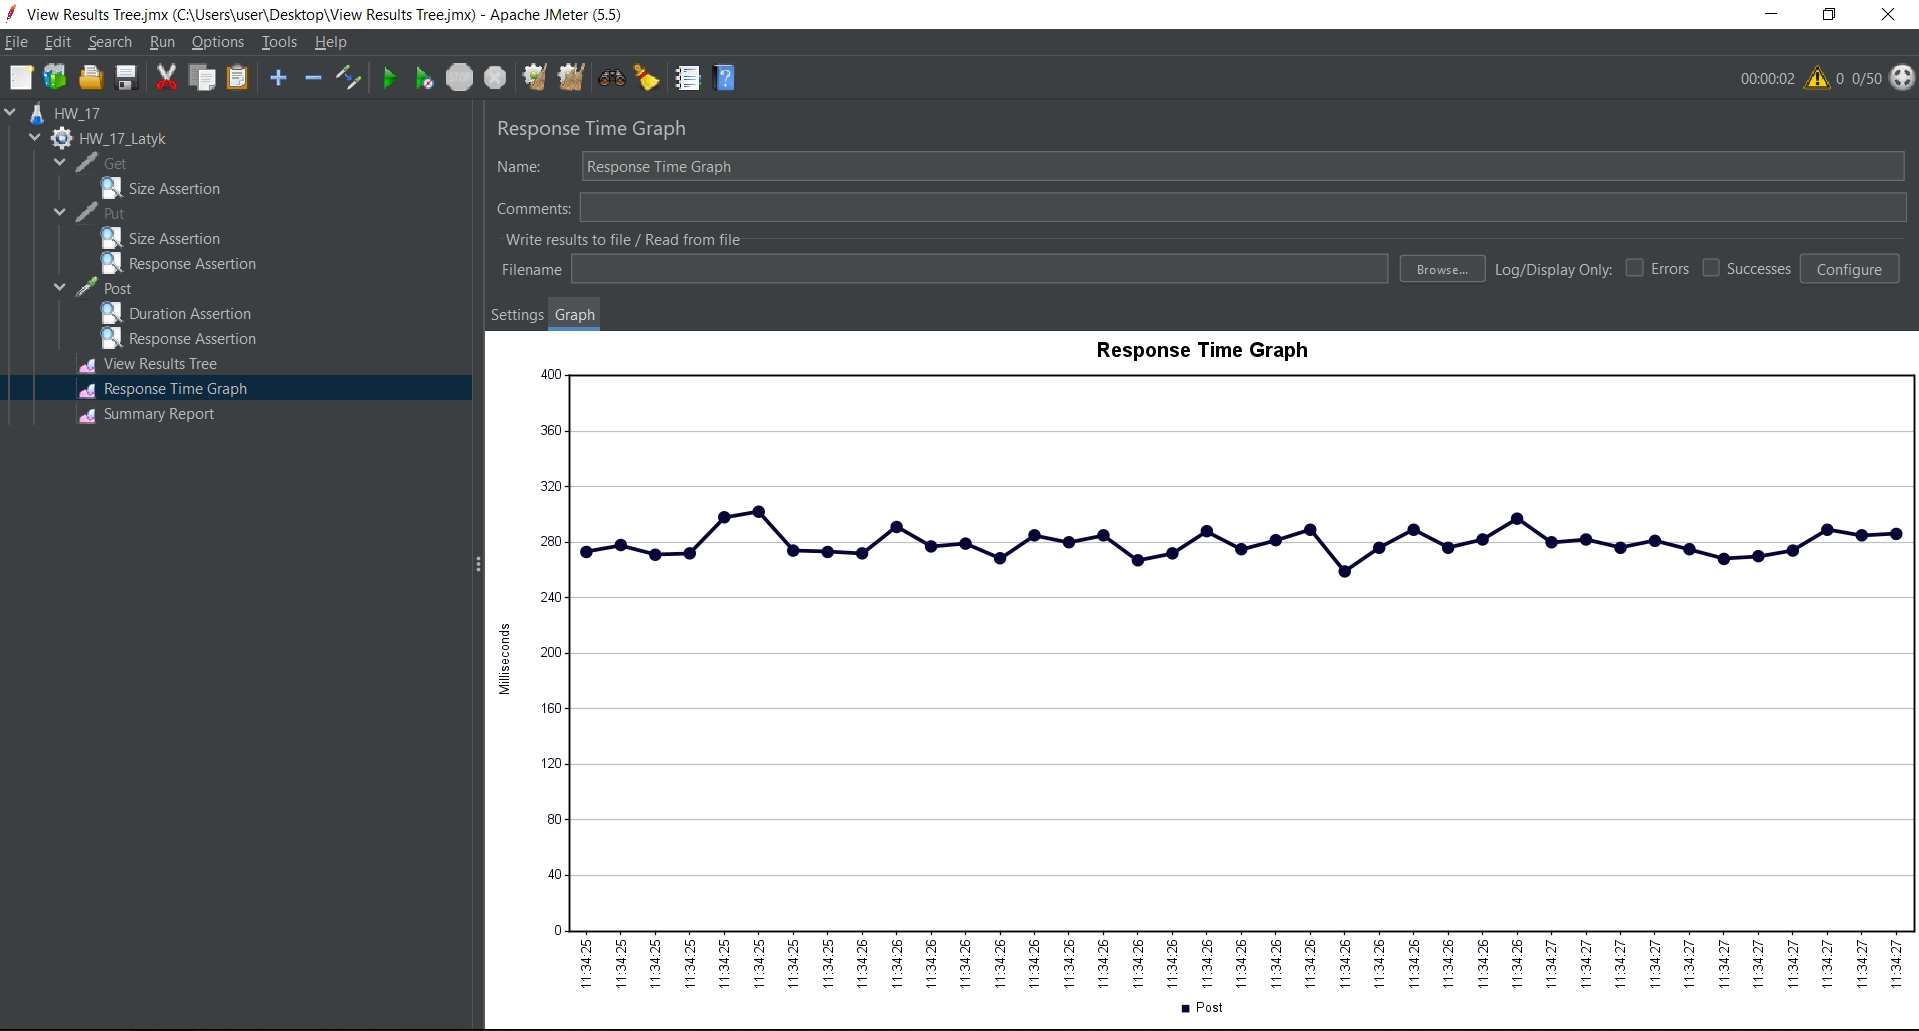 View Results Tree.jmx (C:\Users\user\Desktop\View Results Tree.jmx) - Apache JMeter (5.5)
File Edit Search Run Options Tools Help
STOP
?
00:00:02 0 0/50
HW_17
HW_17_Latyk
Get
Size Assertion
Put
Size Assertion
Response Assertion
Post
Duration Assertion
Response Assertion
View Results Tree
Response Time Graph
Summary Report
Response Time Graph
Name: Response Time Graph
Comments:
Write results to file / Read from file
Filename Browse... Log/Display Only: Errors Successes Configure
Settings Graph
Response Time Graph
400
360
320
280
240
200
160
120
80
40
0
Milliseconds
11:34:25 11:34:25 11:34:25 11:34:25 11:34:25 11:34:25 11:34:25 11:34:25 11:34:26 11:34:26 11:34:26 11:34:26 11:34:26 11:34:26 11:34:26 11:34:26 11:34:26 11:34:26 11:34:26 11:34:26 11:34:26 11:34:26 11:34:26 11:34:26 11:34:26 11:34:26 11:34:26 11:34:26 11:34:27 11:34:27 11:34:27 11:34:27 11:34:27 11:34:27 11:34:27 11:34:27 11:34:27 11:34:27 11:34:27
Post